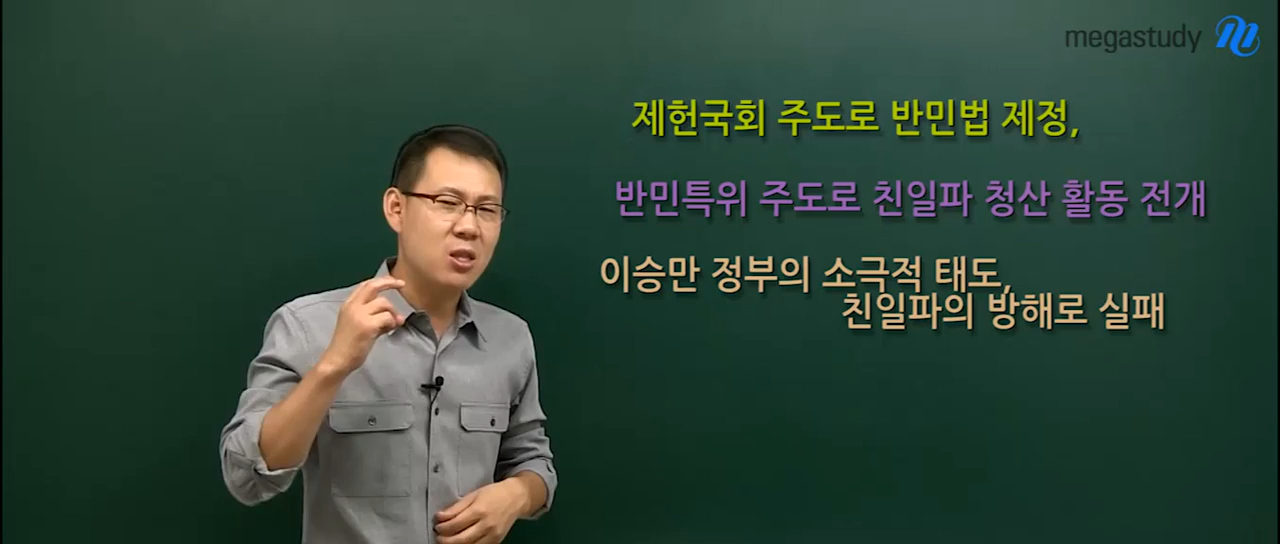 megastudy
제헌국회 주도로 반민법 제정,
반민특위 주도로 친일파 청산 활동 전개
이승만 정부의 소극적 태도,
친일파의 방해로 실패